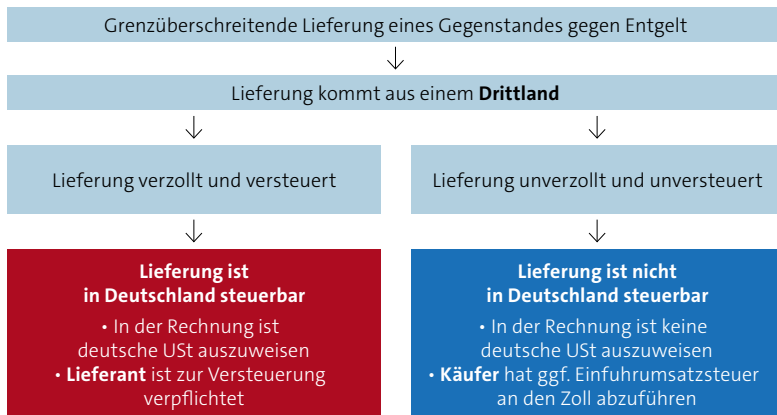 Grenzüberschreitende Lieferung eines Gegenstandes gegen Entgelt
Lieferung kommt aus einem Drittland
Lieferung verzollt und versteuert
Lieferung unverzollt und unversteuert
Lieferung ist
in Deutschland steuerbar
• In der Rechnung ist
deutsche USt auszuweisen
• Lieferant ist zur Versteuerung
verpflichtet
Lieferung ist nicht
in Deutschland steuerbar
• In der Rechnung ist keine
deutsche USt auszuweisen
• Käufer hat ggf. Einfuhrumsatzsteuer
an den Zoll abzuführen